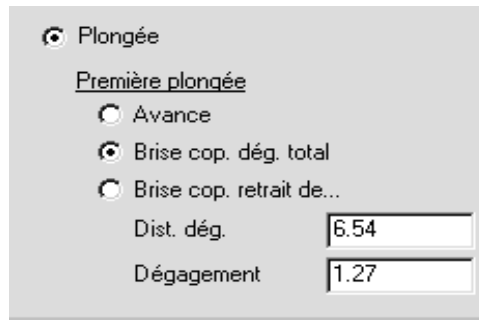 Plongée
Première plongée
Avance
Brise cop. dég. total
Brise cop. retrait de...
Dist. dég. 6.54
Dégagement 1.27